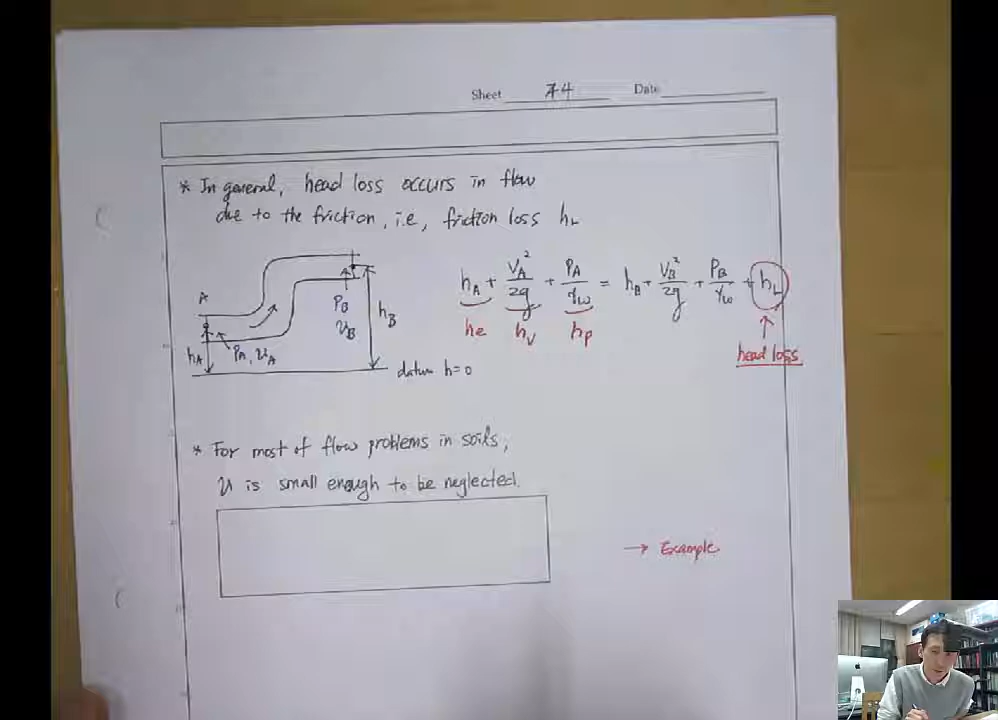 Sheet 74 Date
* In general, head loss occurs in flow
due to the friction, i.e, friction loss hL
A
hA
PA, VA
PB
VB
hB
datum h=0
hA + VA²/2g + PA/γw = hB + VB²/2g + PB/γw + hL
he hv hp
head loss
* For most of flow problems in soils,
v is small enough to be neglected.
→ Example